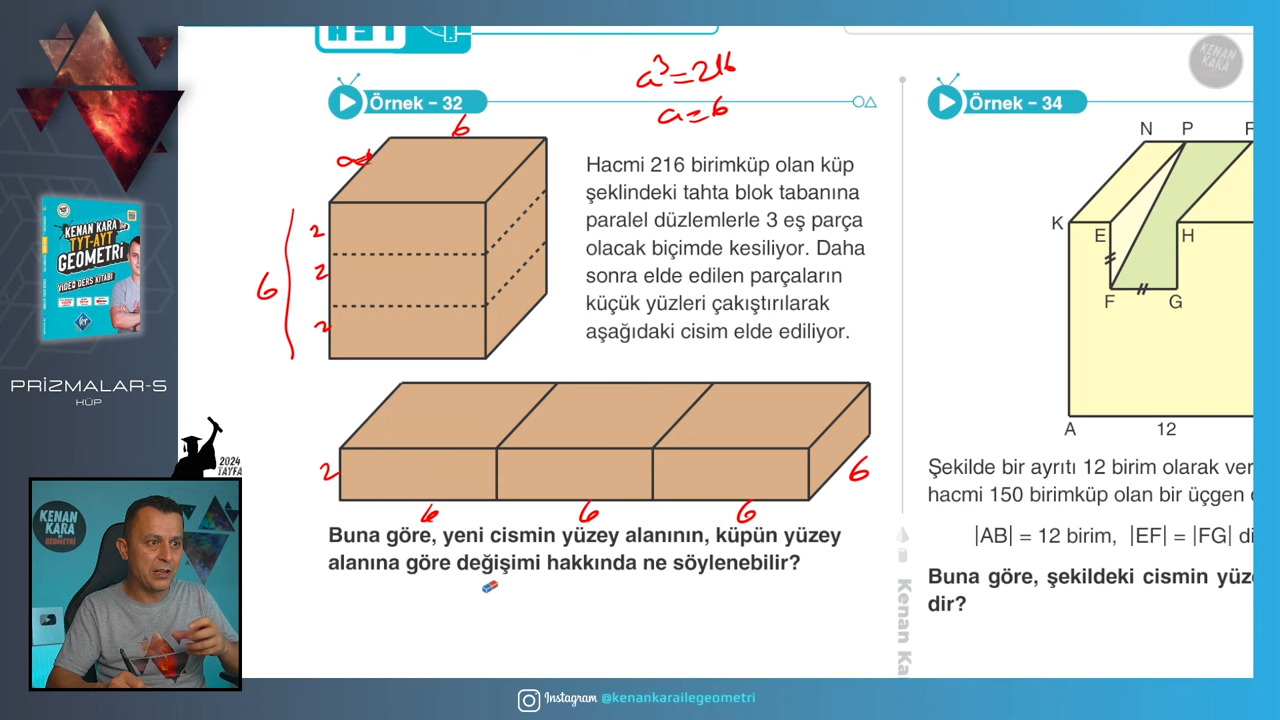 AST
Örnek – 32
a³=216
a=6
6
a=
6
2
2
2
Hacmi 216 birimküp olan küp
şeklindeki tahta blok tabanına
paralel düzlemlerle 3 eş parça
olacak biçimde kesiliyor. Daha
sonra elde edilen parçaların
küçük yüzleri çakıştırılarak
aşağıdaki cisim elde ediliyor.
2
6
6
6
6
Buna göre, yeni cismin yüzey alanının, küpün yüzey
alanına göre değişimi hakkında ne söylenebilir?
KENAN
KARA
Örnek – 34
N P F
K E H
F G
A 12
Şekilde bir ayrıtı 12 birim olarak ver
hacmi 150 birimküp olan bir üçgen
|AB| = 12 birim, |EF| = |FG| di
Buna göre, şekildeki cismin yüz
dir?
Kenan Ka
KENAN KARA
TYT-AYT
GEOMETRİ
VİDEO DERS KİTABI
PRİZMALAR-5
KÜP
2024
TAYFA
KENAN
KARA
GEOMETRİ
Instagram @kenankarailegeometri